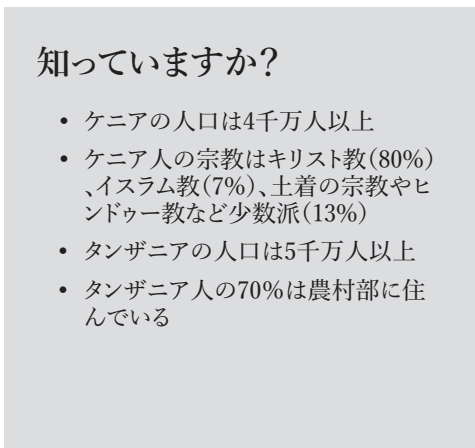 知っていますか？
• ケニアの人口は4千万人以上
• ケニア人の宗教はキリスト教（80%）
、イスラム教（7%）、土着の宗教やヒ
ンドゥー教など少数派（13%）
• タンザニアの人口は5千万人以上
• タンザニア人の70％は農村部に住
んでいる